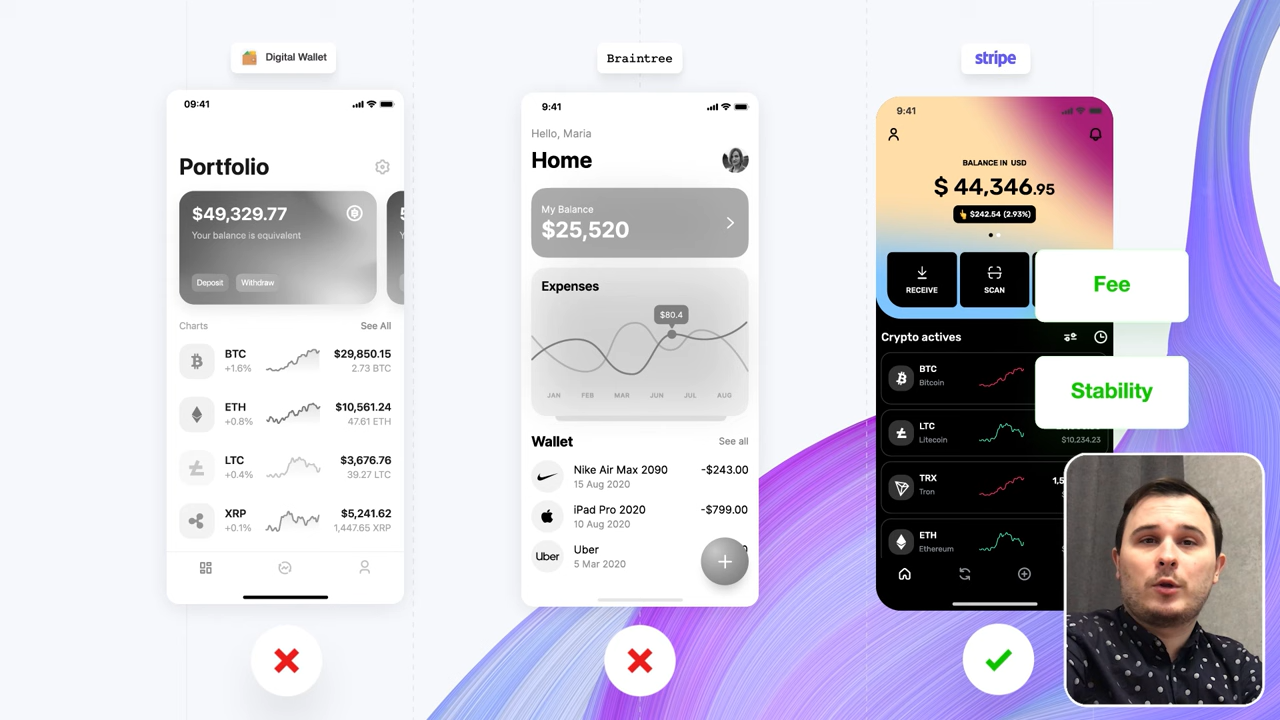 Digital Wallet
09:41
Portfolio
$49,329.77
Your balance is equivalent
Deposit
Withdraw
Charts
See All
BTC
+1.6%
$29,850.15
2.73 BTC
ETH
+0.8%
$10,561.24
47.61 ETH
LTC
+0.4%
$3,676.76
39.27 LTC
XRP
+0.1%
$5,241.62
1,447.65 XRP
Braintree
9:41
Hello, Maria
Home
My Balance
$25,520
Expenses
$80.4
JAN FEB MAR JUN JUL AUG
Wallet
See all
Nike Air Max 2090
-$243.00
15 Aug 2020
iPad Pro 2020
-$799.00
10 Aug 2020
Uber
Uber
5 Mar 2020
stripe
9:41
BALANCE IN USD
$ 44,346.95
$242.54 (2.93%)
RECEIVE
SCAN
Fee
Crypto actives
BTC
Bitcoin
Stability
LTC
Litecoin
$10,234.23
TRX
Tron
ETH
Ethereum